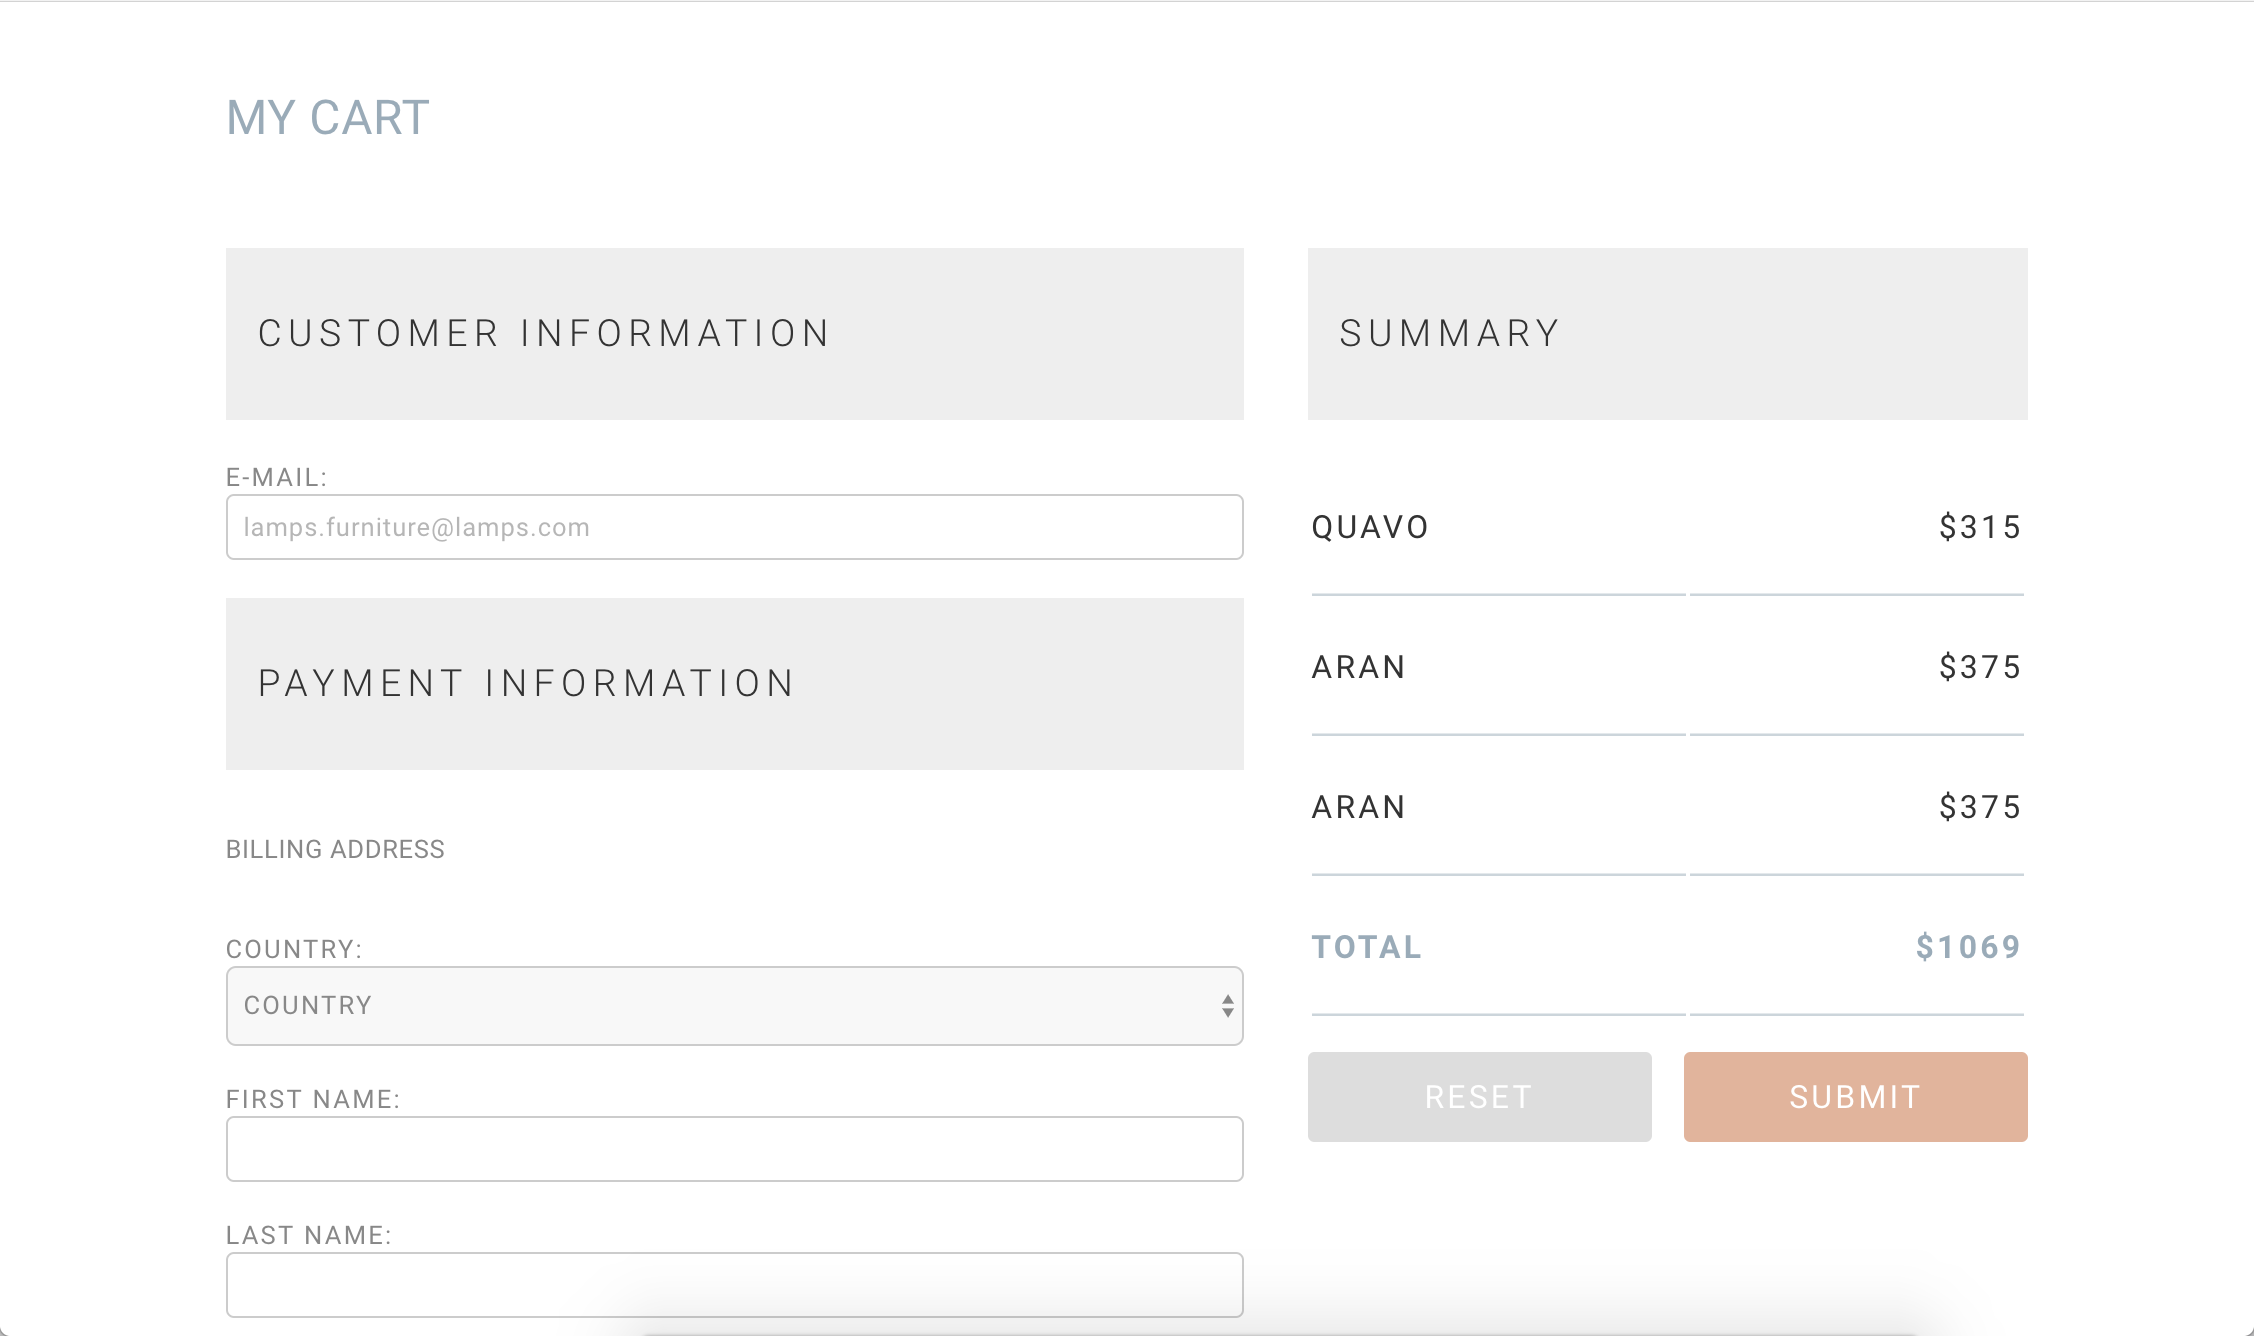 MY CART
CUSTOMER INFORMATION
E-MAIL:
lamps.furniture@lamps.com
PAYMENT INFORMATION
BILLING ADDRESS
COUNTRY:
COUNTRY
FIRST NAME:
LAST NAME:
SUMMARY
QUAVO $315
ARAN $375
ARAN $375
TOTAL $1069
RESET SUBMIT